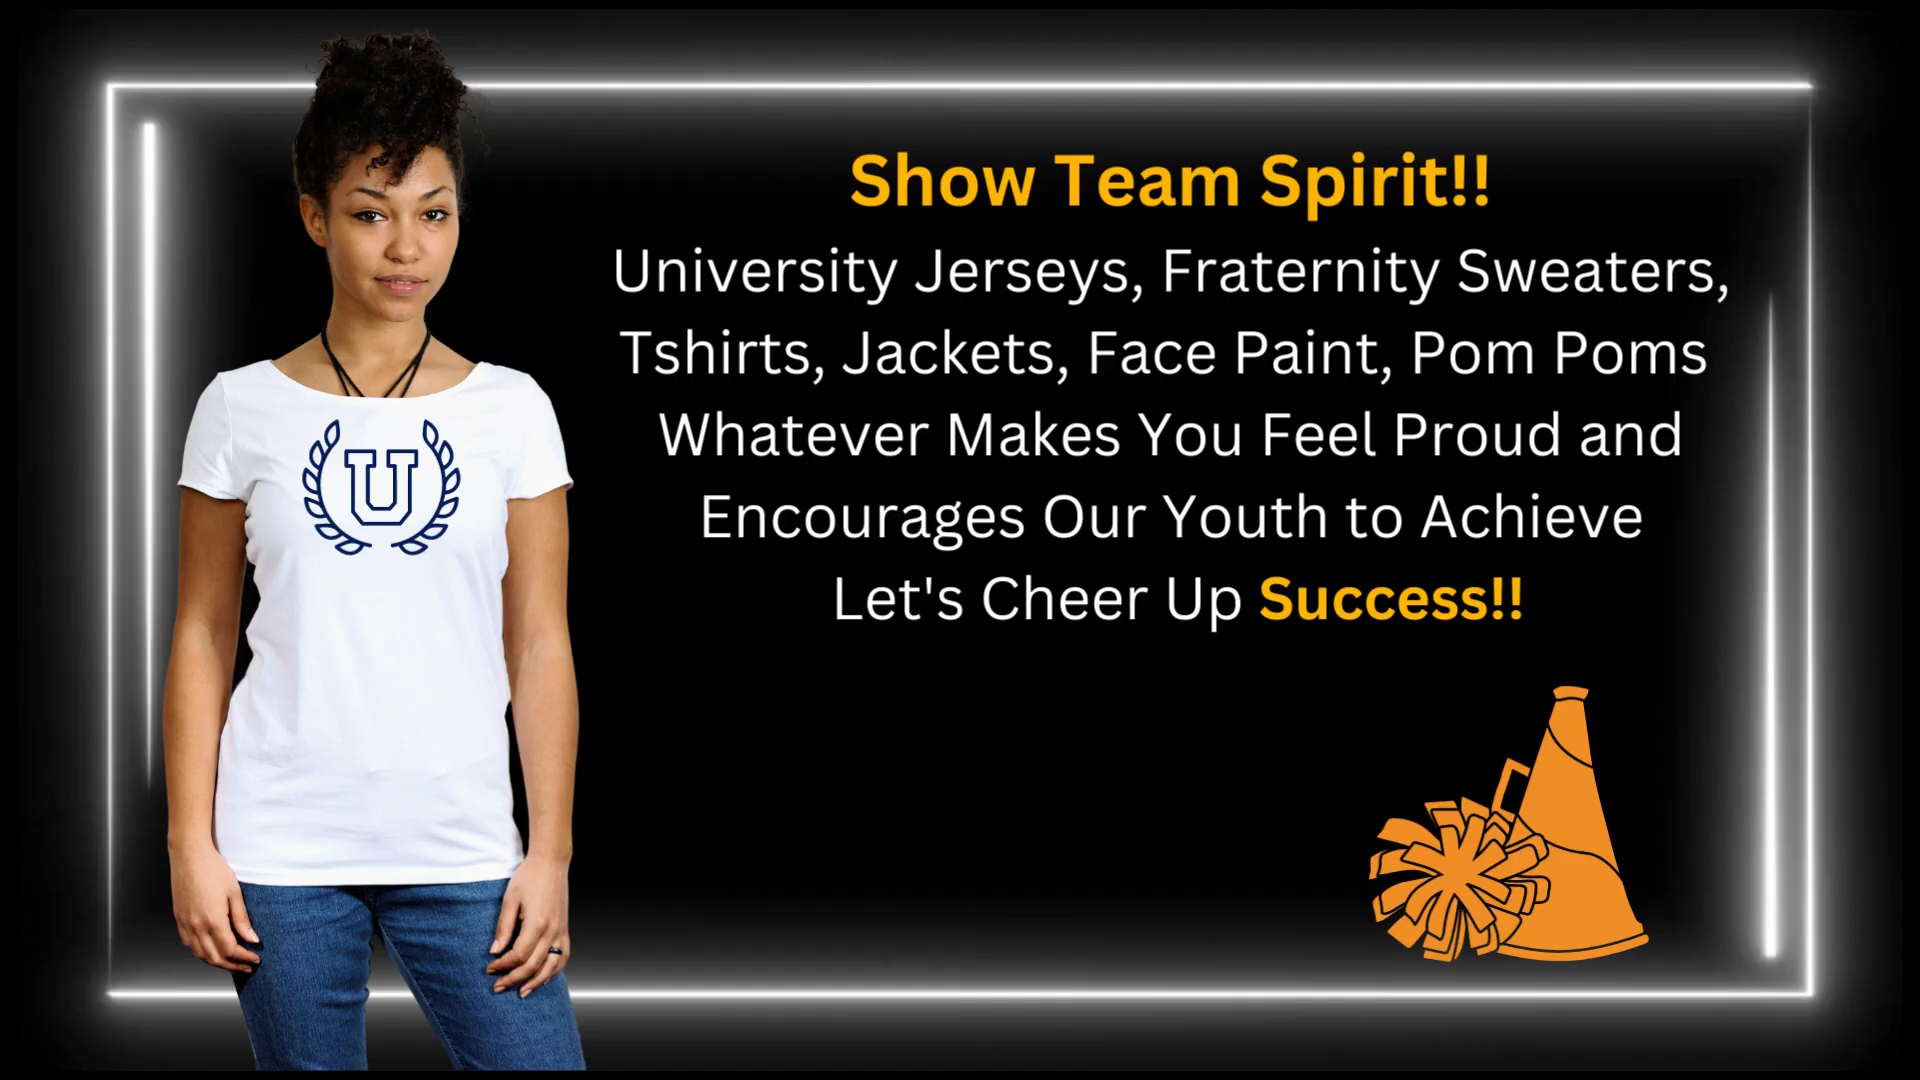 Show Team Spirit!!
University Jerseys, Fraternity Sweaters,
Tshirts, Jackets, Face Paint, Pom Poms
Whatever Makes You Feel Proud and
Encourages Our Youth to Achieve
Let's Cheer Up Success!!
U